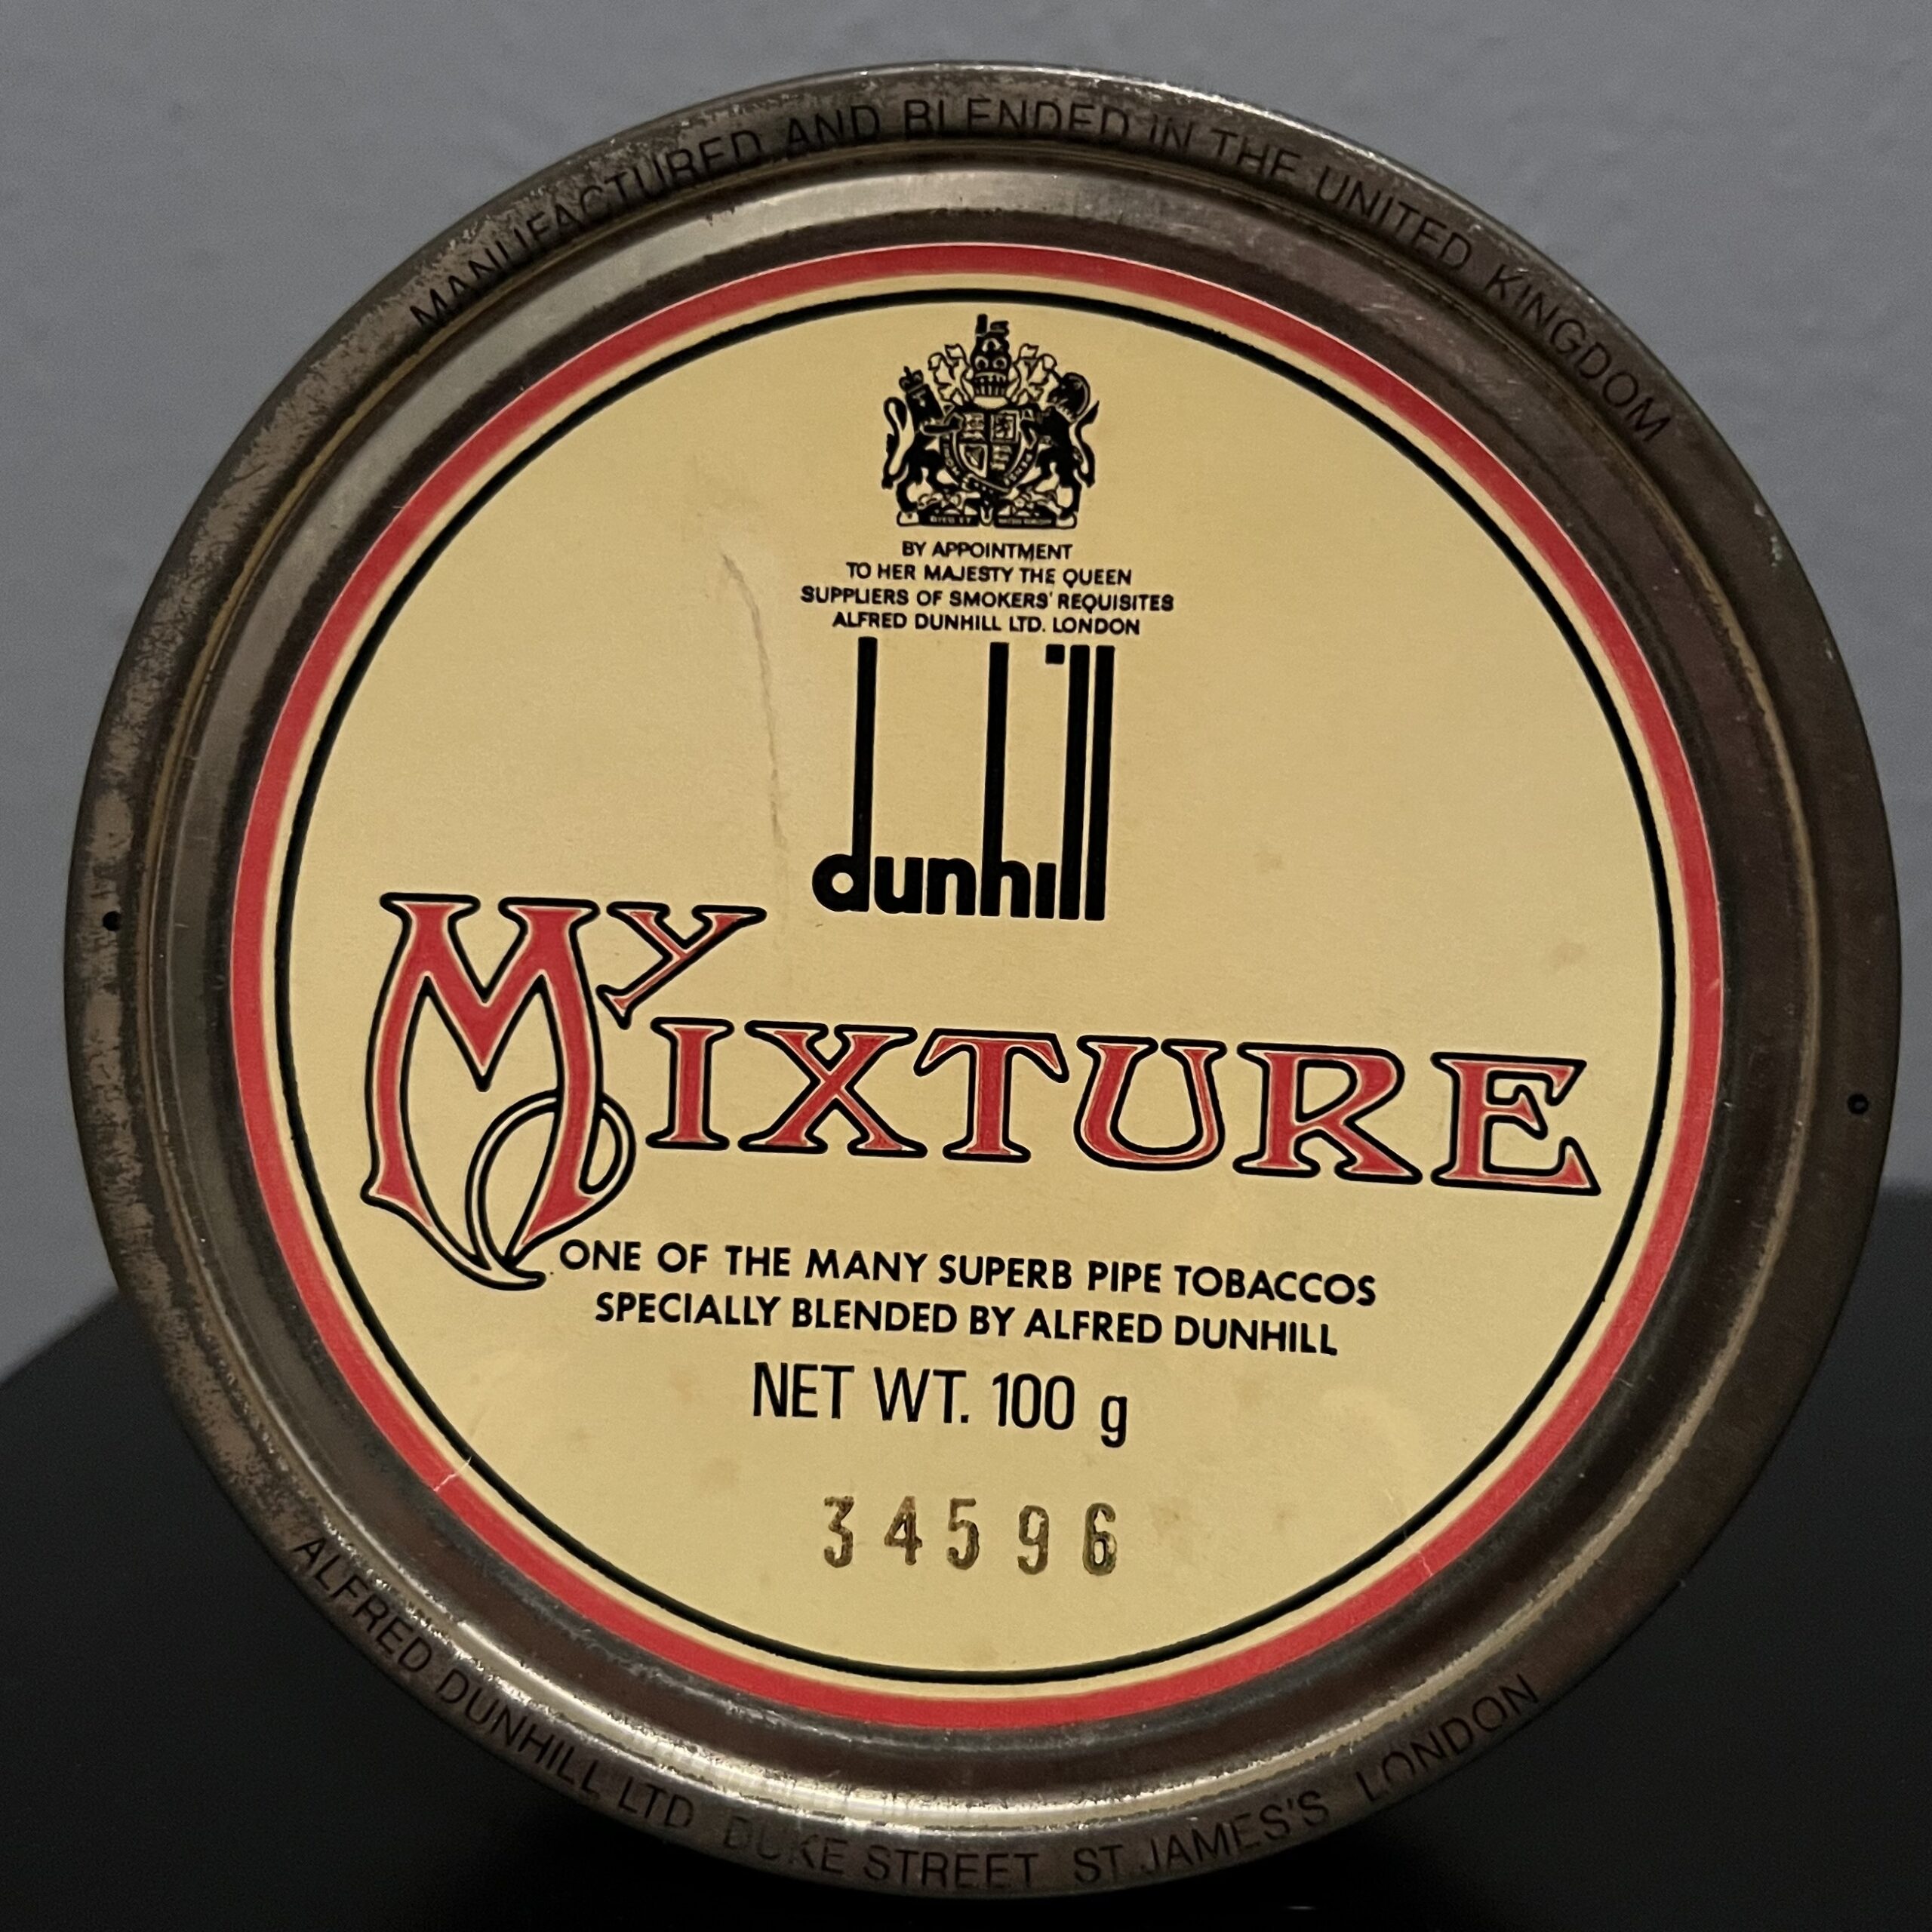 MANUFACTURED AND BLENDED IN THE UNITED KINGDOM
BY APPOINTMENT
TO HER MAJESTY THE QUEEN
SUPPLIERS OF SMOKERS' REQUISITES
ALFRED DUNHILL LTD. LONDON
dunhill
My
MIXTURE
ONE OF THE MANY SUPERB PIPE TOBACCOS
SPECIALLY BLENDED BY ALFRED DUNHILL
NET WT. 100 g
34596
ALFRED DUNHILL LTD DUKE STREET ST JAMES'S LONDON